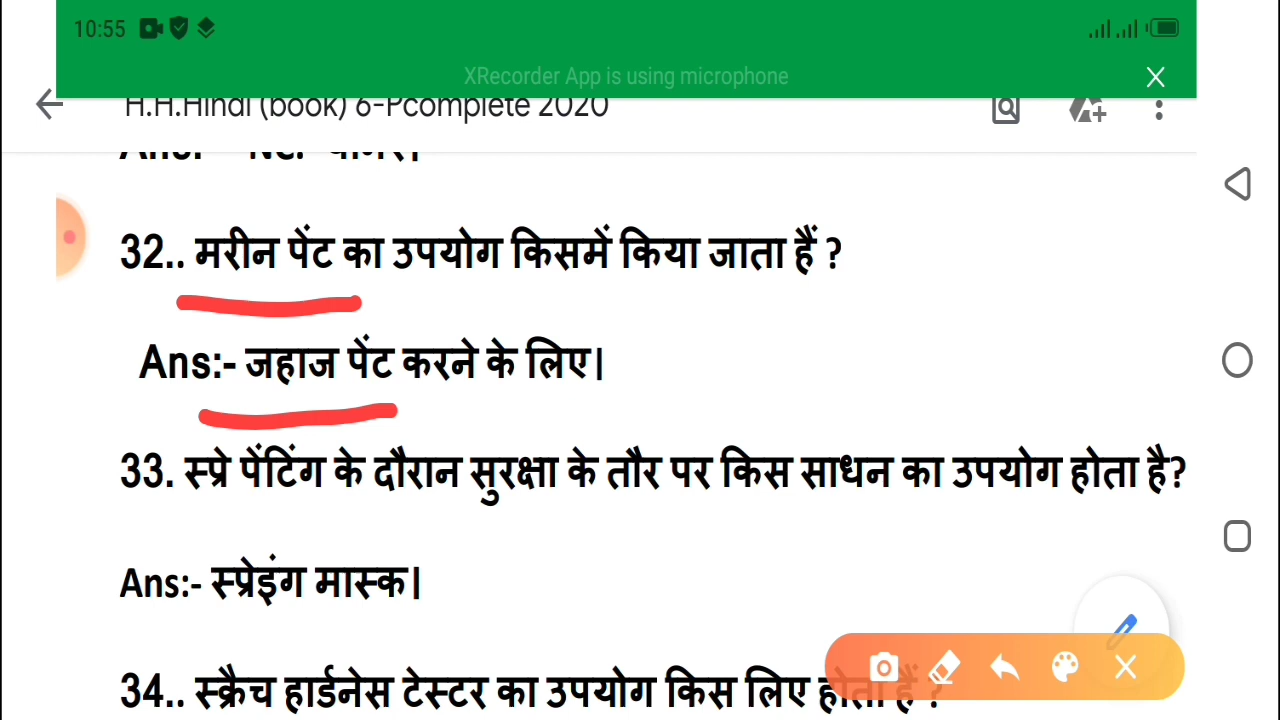 10:55
XRecorder App is using microphone
H.H.Hindi (book) 6-Pcomplete 2020
Ans:-
32.. मरीन पेंट का उपयोग किसमें किया जाता हैं ?
Ans:- जहाज पेंट करने के लिए।
33. स्प्रे पेंटिंग के दौरान सुरक्षा के तौर पर किस साधन का उपयोग होता है?
Ans:- स्प्रेइंग मास्क।
34.. स्क्रैच हार्डनेस टेस्टर का उपयोग किस लिए होता हैं ?